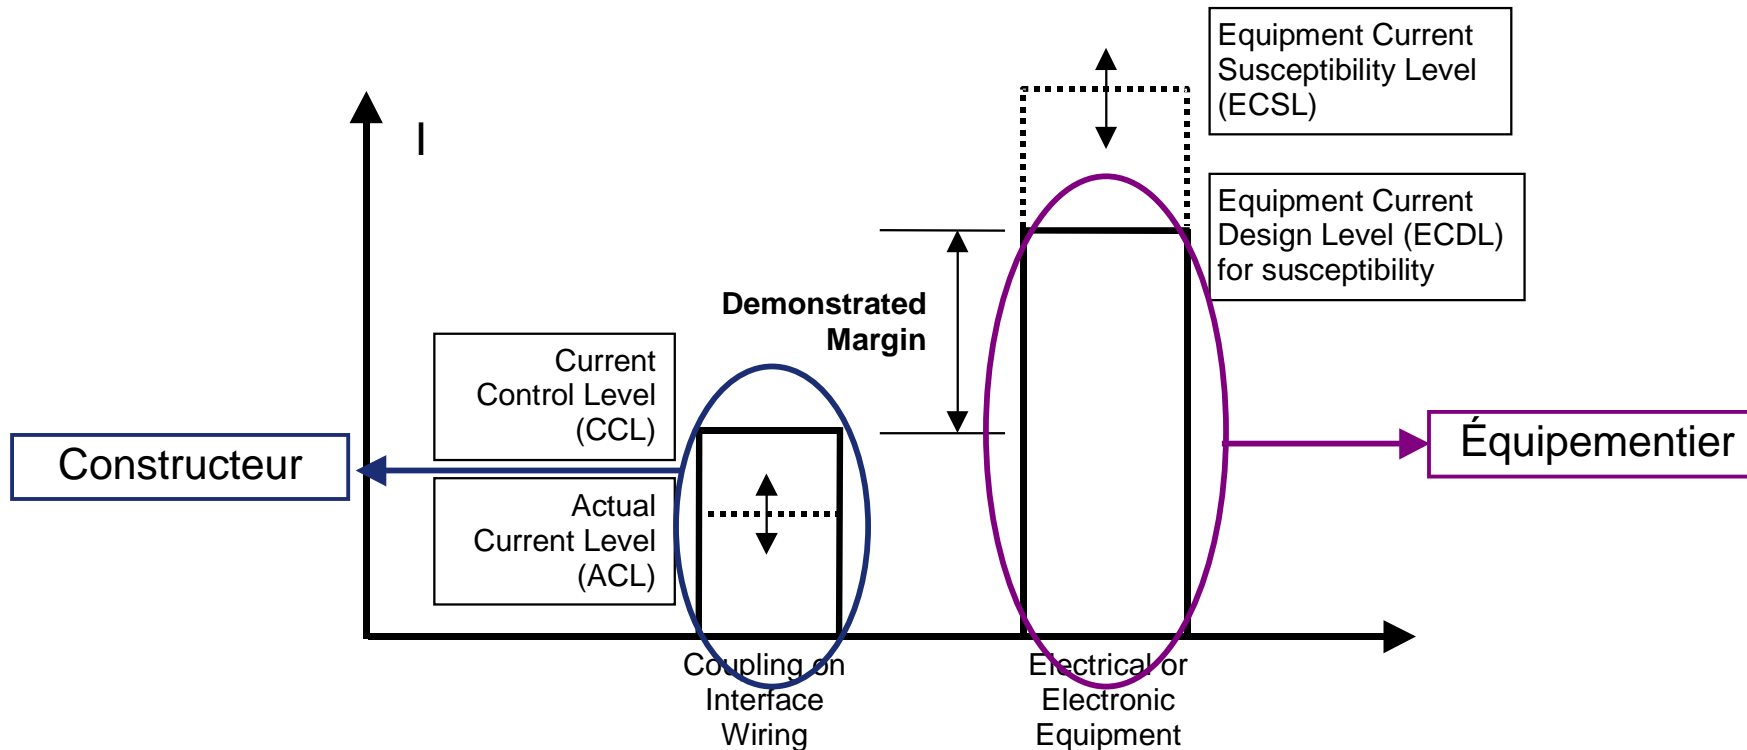 Equipment Current
Susceptibility Level
(ECSL)
I
Equipment Current
Design Level (ECDL)
for susceptibility
Demonstrated
Margin
Current
Control Level
(CCL)
Constructeur
Équipementier
Actual
Current Level
(ACL)
Coupling on
Interface
Wiring
Electrical or
Electronic
Equipment